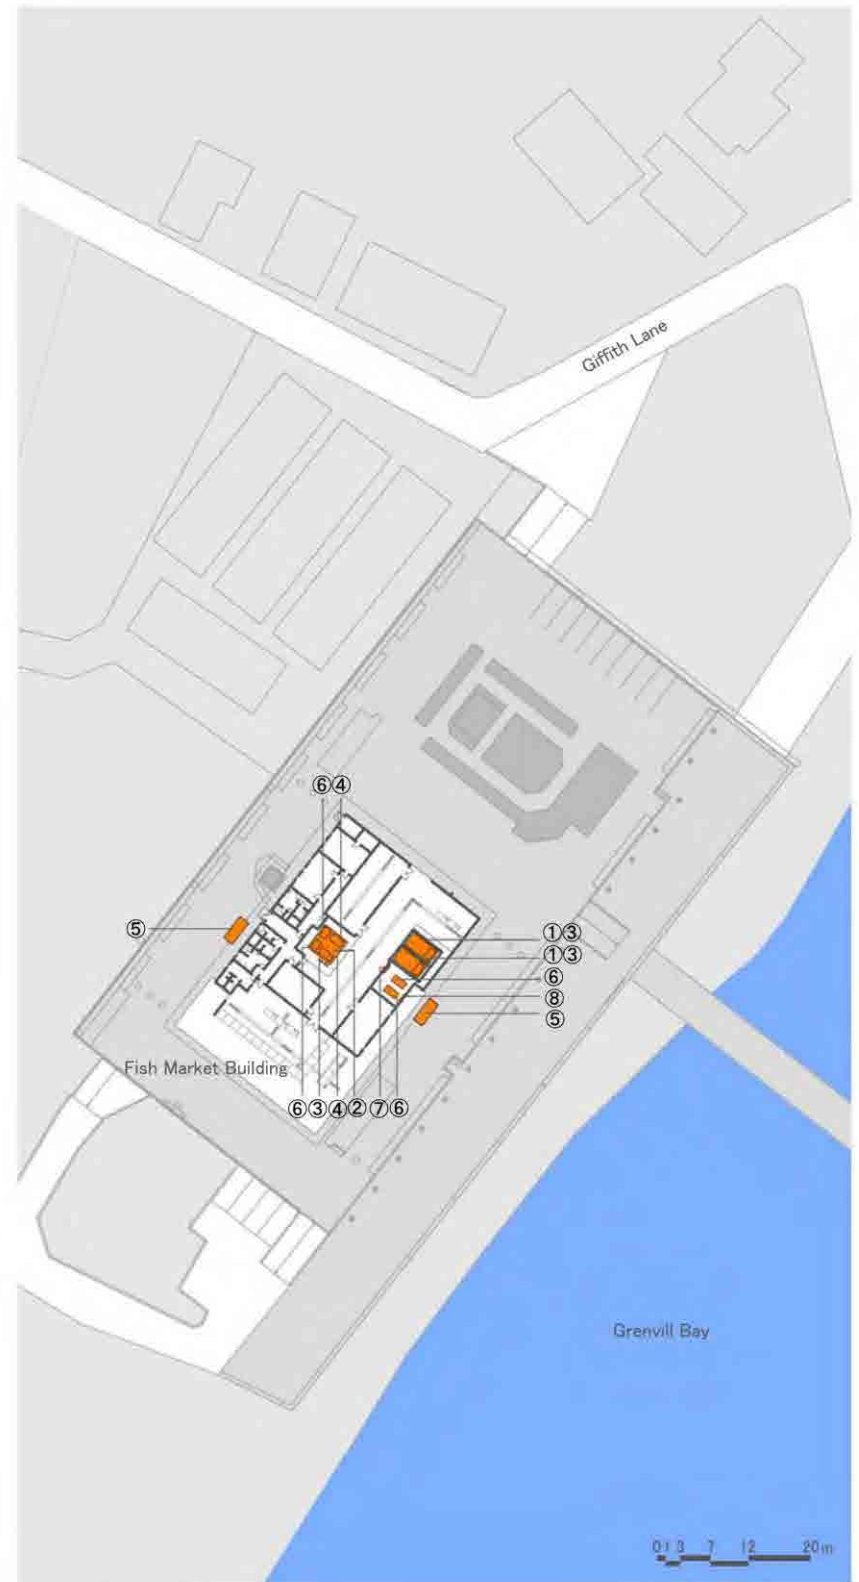 Giffith Lane
⑥④
⑤
①③
①③
⑥
⑧
⑤
Fish Market Building
⑥③④②⑦⑥
Grenvill Bay
0 1 3 7 12 20m